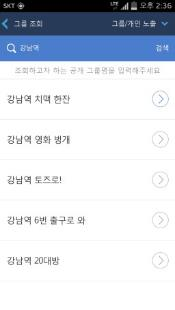 SKT LTE 오후 2:36
그룹 조회 그룹/개인 노출
강남역 검색
조회하고자 하는 공개 그룹명을 입력해주세요
강남역 치맥 한잔
강남역 영화 벙개
강남역 토즈로!
강남역 6번 출구로 와
강남역 20대방